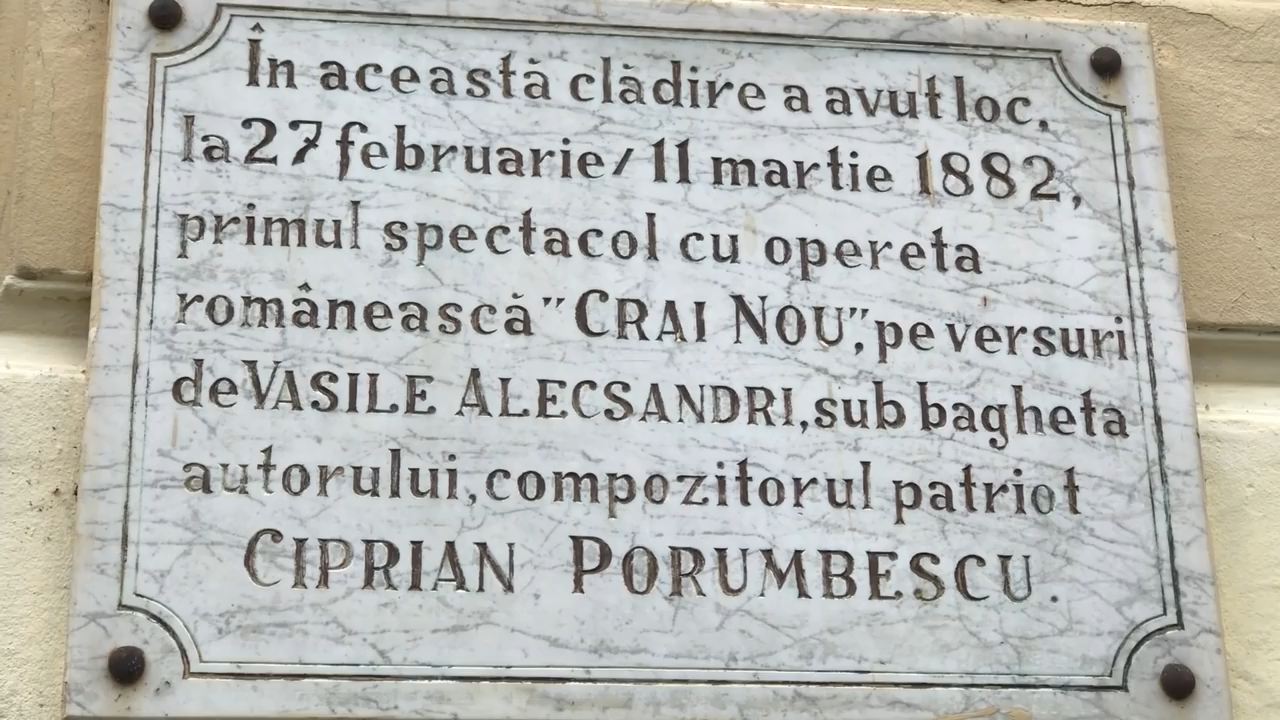 În această clădire a avut loc,
la 27 februarie/ 11 martie 1882,
primul spectacol cu opereta
românească "CRAI NOU", pe versuri
de VASILE ALECSANDRI, sub bagheta
autorului, compozitorul patriot
CIPRIAN PORUMBESCU.